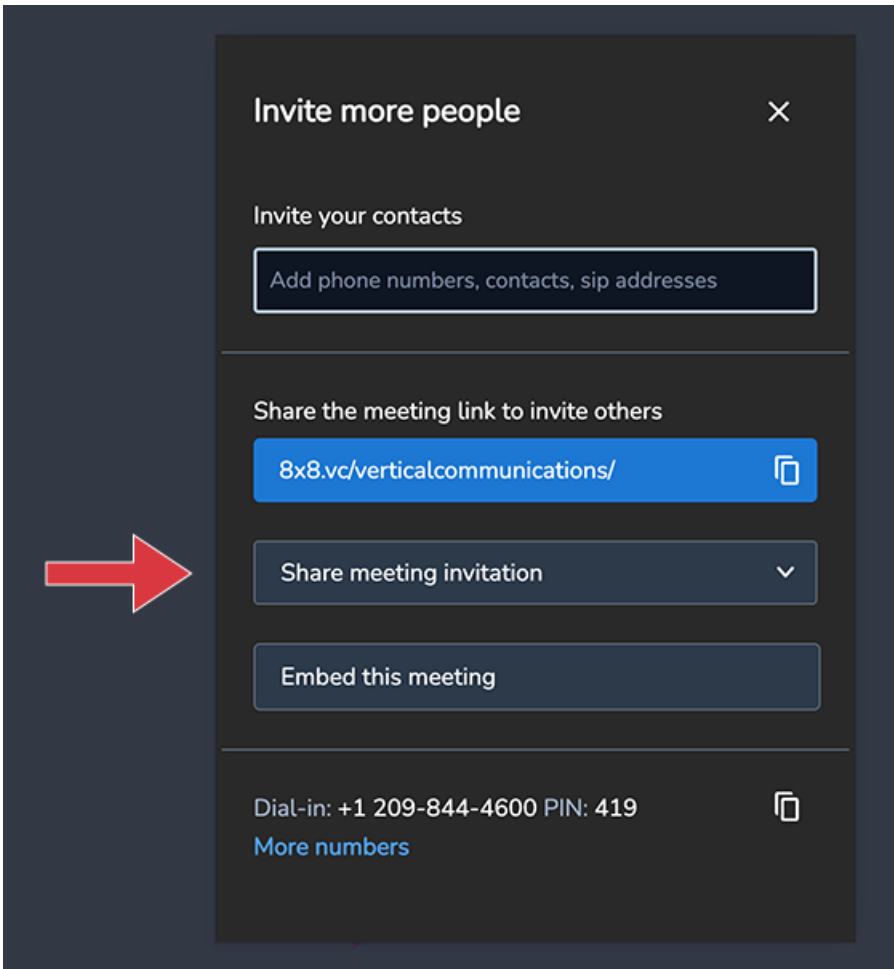 Invite more people
Invite your contacts
Add phone numbers, contacts, sip addresses
Share the meeting link to invite others
8x8.vc/verticalcommunications/
Share meeting invitation
Embed this meeting
Dial-in: +1 209-844-4600 PIN: 419
More numbers